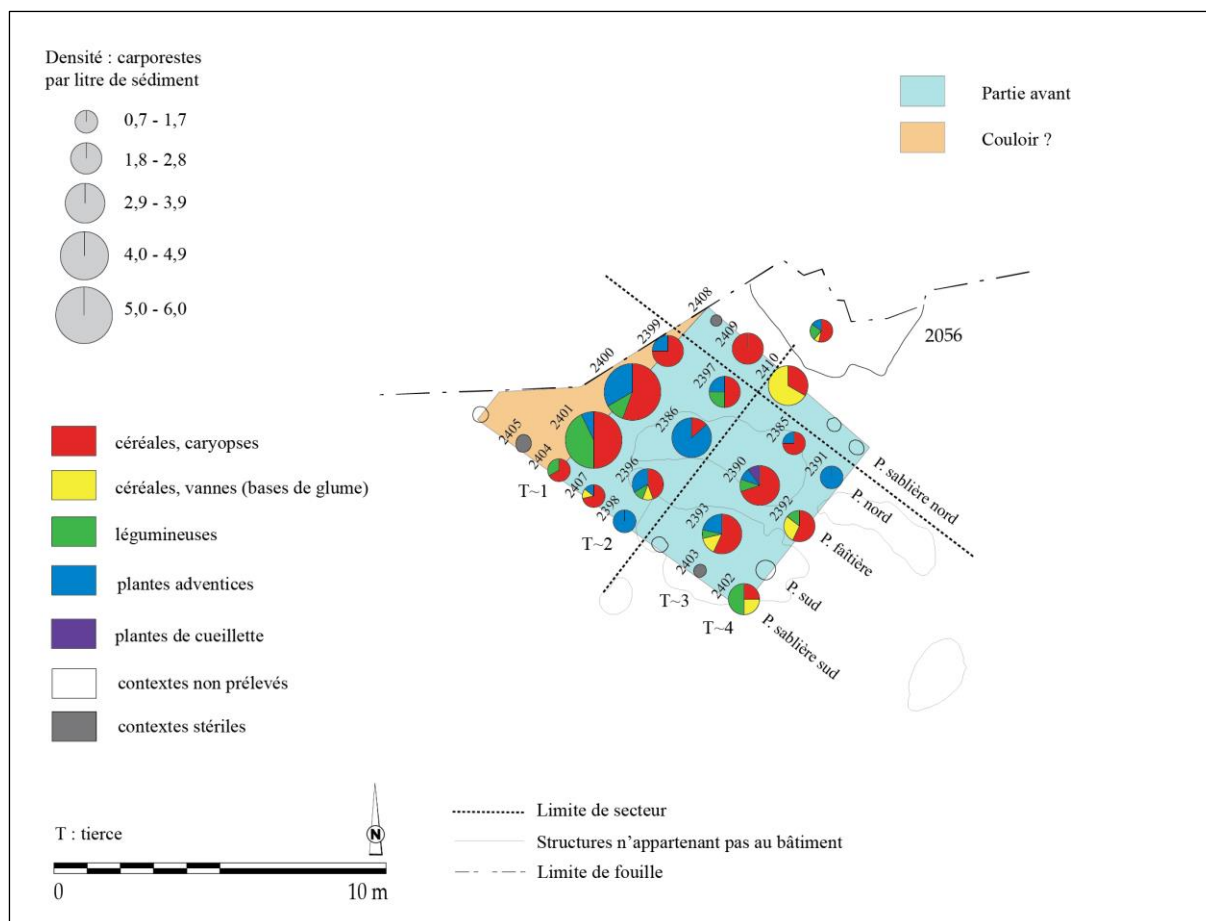 Densité : carporestes
par litre de sédiment
0,7 - 1,7
1,8 - 2,8
2,9 - 3,9
4,0 - 4,9
5,0 - 6,0
Partie avant
Couloir ?
2408
2399
2409
2056
2400
2397
2410
2401
2386
2385
2405
2404
2396
2390
2391
P. sablière nord
T~1
2407
2392
P. nord
2398
2393
P. faîtière
T~2
2403
2402
P. sud
T~3
T~4
P. sablière sud
céréales, caryopses
céréales, vannes (bases de glume)
légumineuses
plantes adventices
plantes de cueillette
contextes non prélevés
contextes stériles
T : tierce
N
0
10 m
Limite de secteur
Structures n’appartenant pas au bâtiment
Limite de fouille